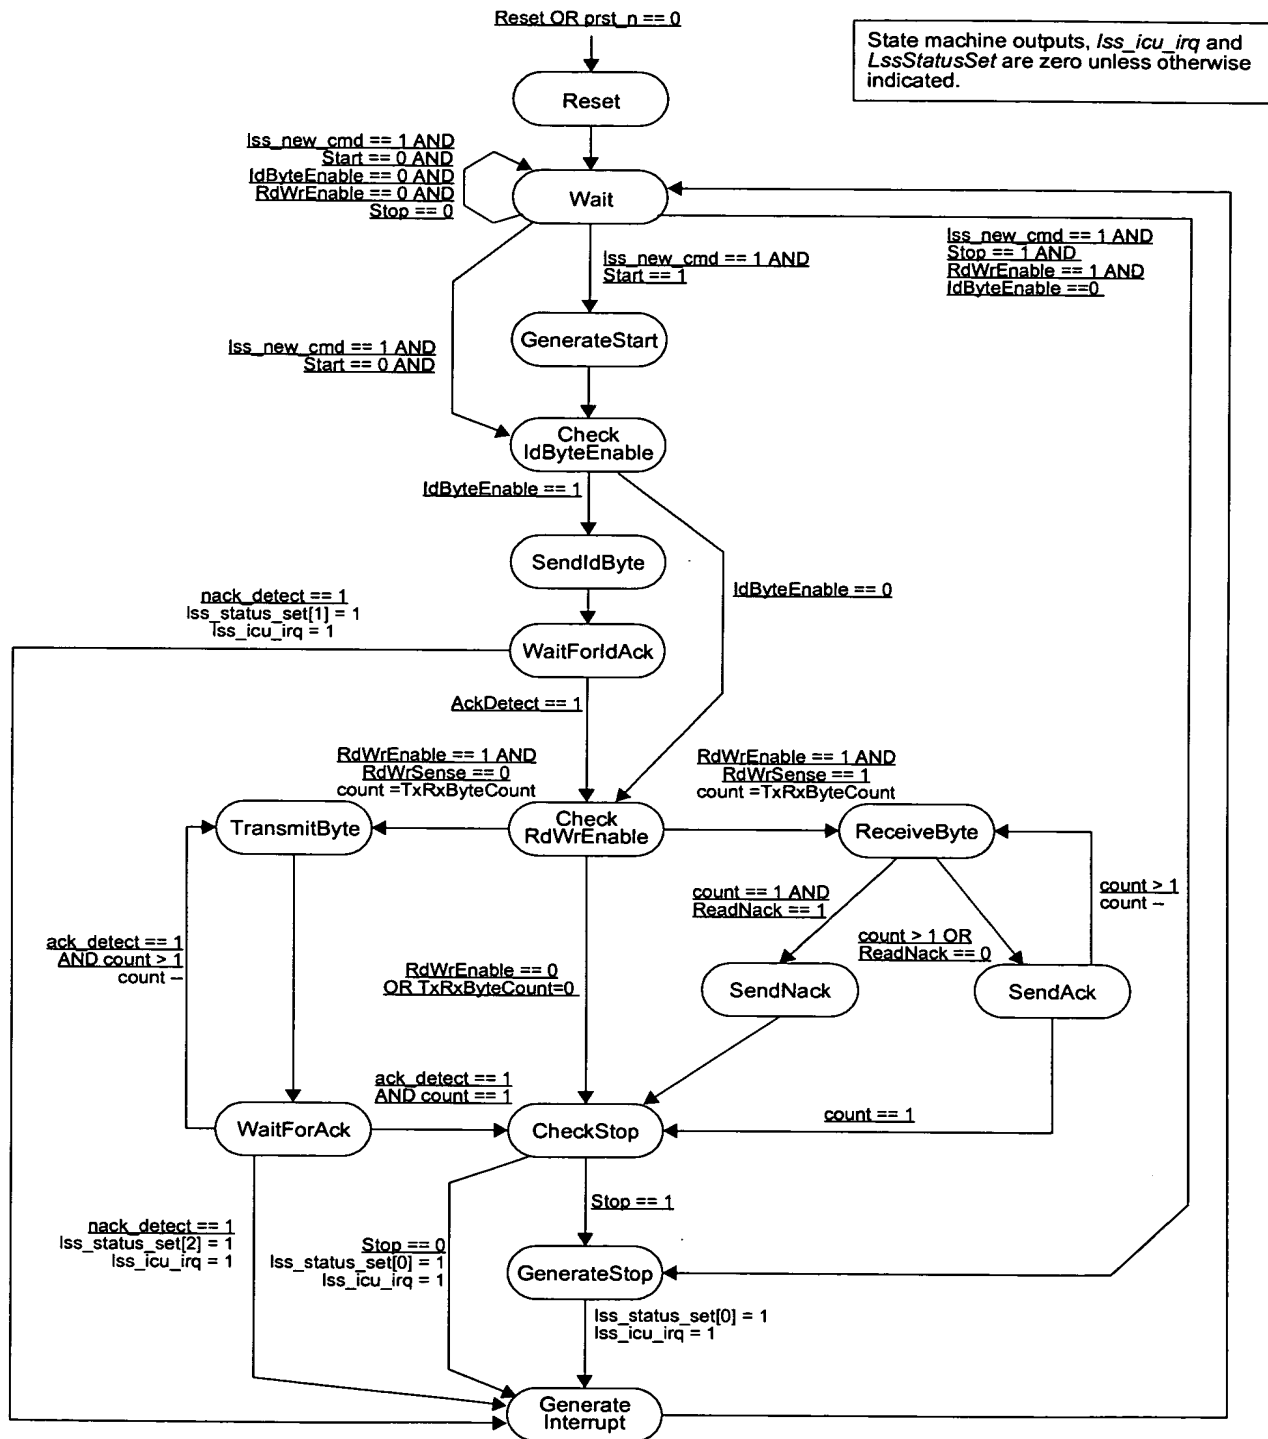 Reset OR prst_n == 0
State machine outputs, lss_icu_irq and
LssStatusSet are zero unless otherwise
indicated.
Reset
lss_new_cmd == 1 AND
Start == 0 AND
IdByteEnable == 0 AND
RdWrEnable == 0 AND
Stop == 0
Wait
lss_new_cmd == 1 AND
Stop == 1 AND
RdWrEnable == 1 AND
IdByteEnable ==0
lss_new_cmd == 1 AND
Start == 1
GenerateStart
lss_new_cmd == 1 AND
Start == 0 AND
Check
IdByteEnable
IdByteEnable == 1
SendIdByte
IdByteEnable == 0
nack_detect == 1
lss_status_set[1] = 1
lss_icu_irq = 1
WaitForIdAck
AckDetect == 1
RdWrEnable == 1 AND
RdWrSense == 0
count =TxRxByteCount
RdWrEnable == 1 AND
RdWrSense == 1
count =TxRxByteCount
TransmitByte
Check
RdWrEnable
ReceiveByte
count == 1 AND
ReadNack == 1
count > 1
count --
ack_detect == 1
AND count > 1
count --
count > 1 OR
ReadNack == 0
RdWrEnable == 0
OR TxRxByteCount=0
SendNack
SendAck
ack_detect == 1
AND count == 1
WaitForAck
CheckStop
count == 1
Stop == 1
nack_detect == 1
lss_status_set[2] = 1
lss_icu_irq = 1
Stop == 0
lss_status_set[0] = 1
lss_icu_irq = 1
GenerateStop
lss_status_set[0] = 1
lss_icu_irq = 1
Generate
Interrupt